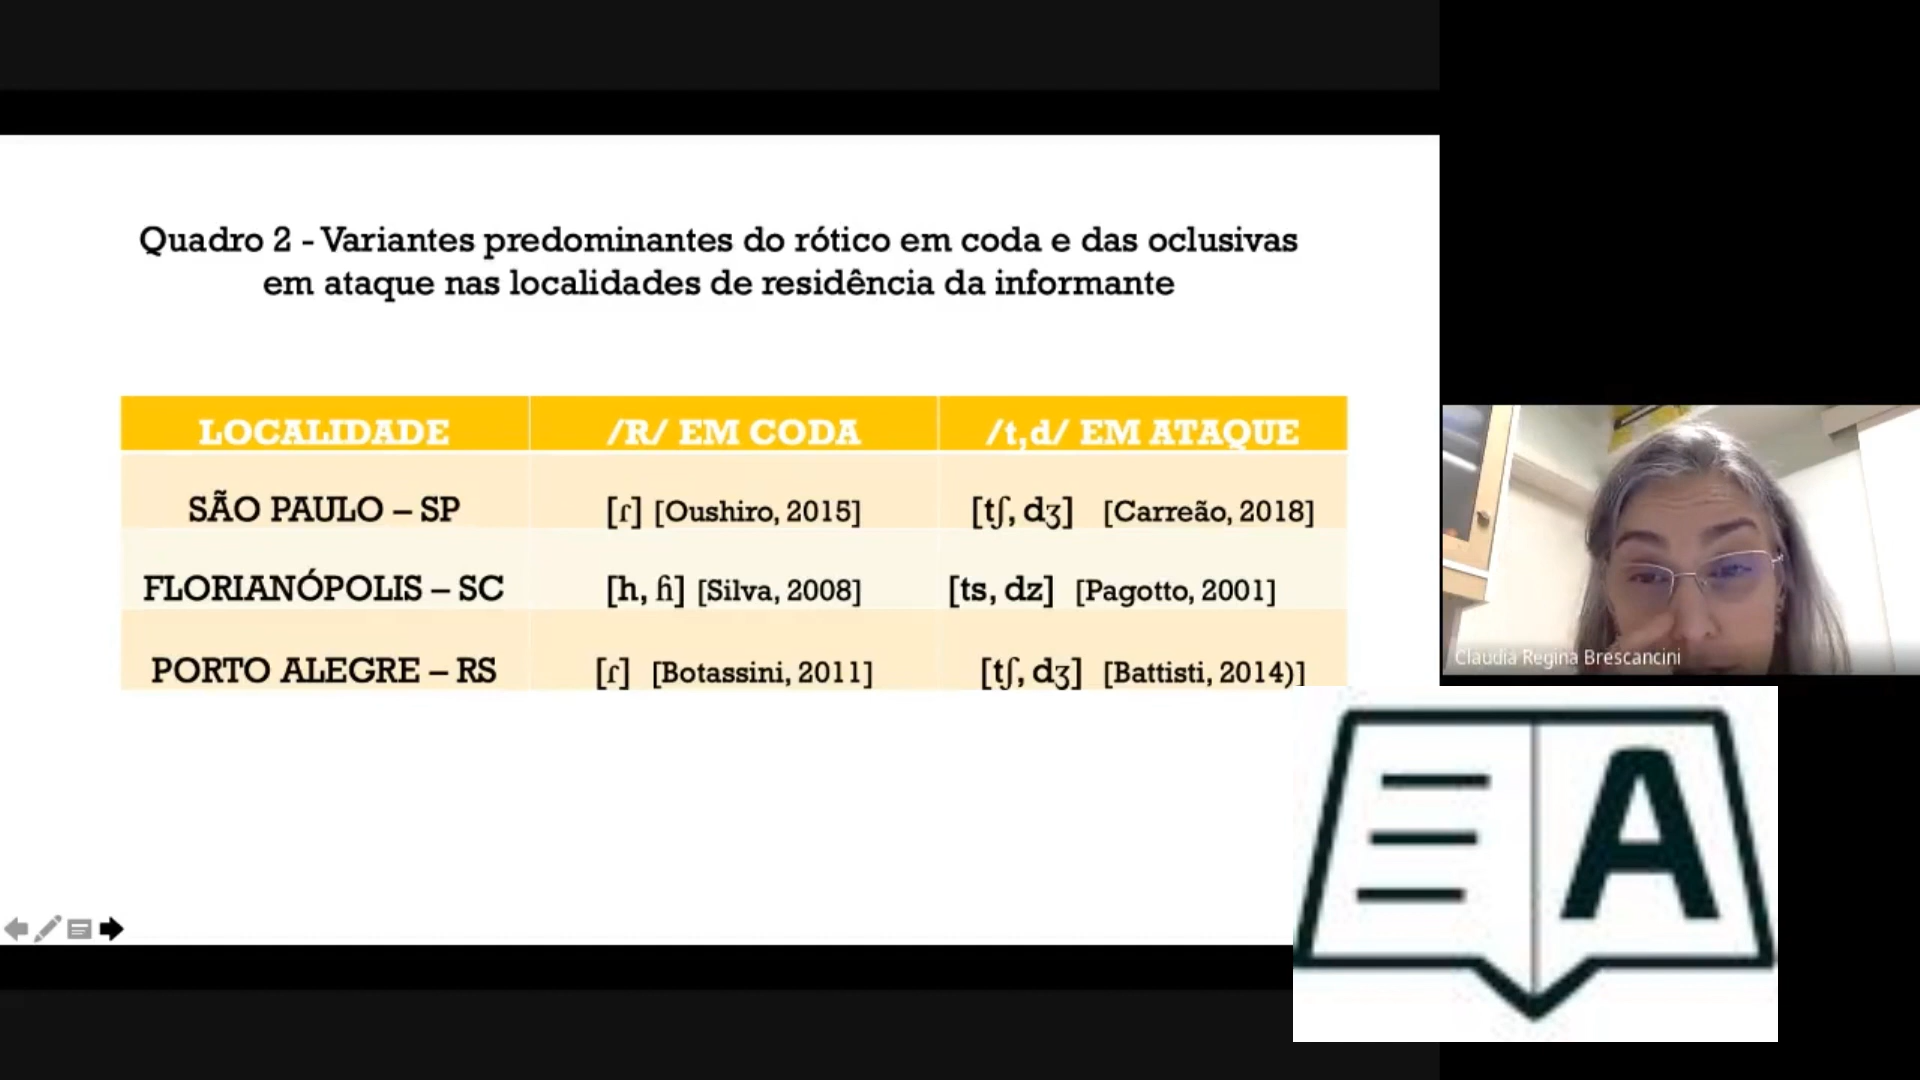 Quadro 2 - Variantes predominantes do rótico em coda e das oclusivas
em ataque nas localidades de residência da informante
LOCALIDADE /R/ EM CODA /t,d/ EM ATAQUE
SÃO PAULO – SP [ɾ] [Oushiro, 2015] [tʃ, dʒ] [Carreão, 2018]
FLORIANÓPOLIS – SC [h, ɦ] [Silva, 2008] [ts, dz] [Pagotto, 2001]
PORTO ALEGRE – RS [ɾ] [Botassini, 2011] [tʃ, dʒ] [Battisti, 2014)]
Claudia Regina Brescancini
A